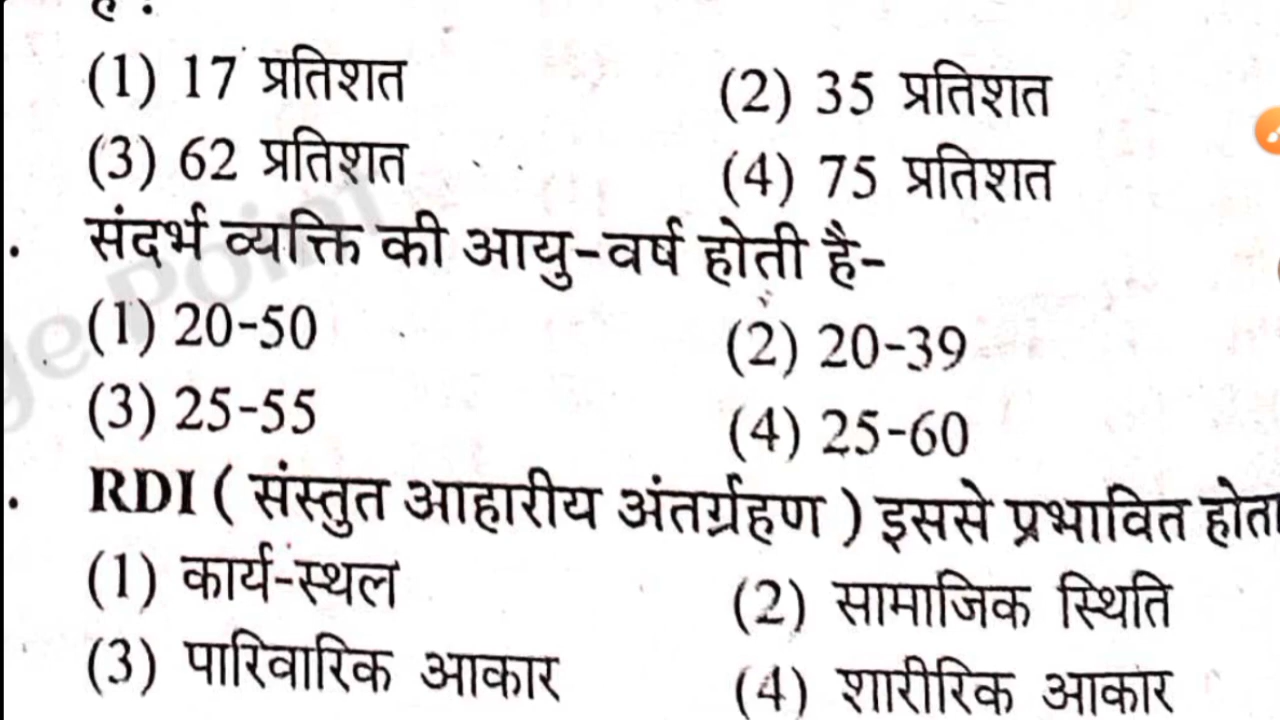 है :
(1) 17 प्रतिशत (2) 35 प्रतिशत
(3) 62 प्रतिशत (4) 75 प्रतिशत
. संदर्भ व्यक्ति की आयु-वर्ष होती है-
(1) 20-50 (2) 20-39
(3) 25-55 (4) 25-60
. RDI ( संस्तुत आहारीय अंतर्ग्रहण ) इससे प्रभावित होता
(1) कार्य-स्थल (2) सामाजिक स्थिति
(3) पारिवारिक आकार (4) शारीरिक आकार
ge Point